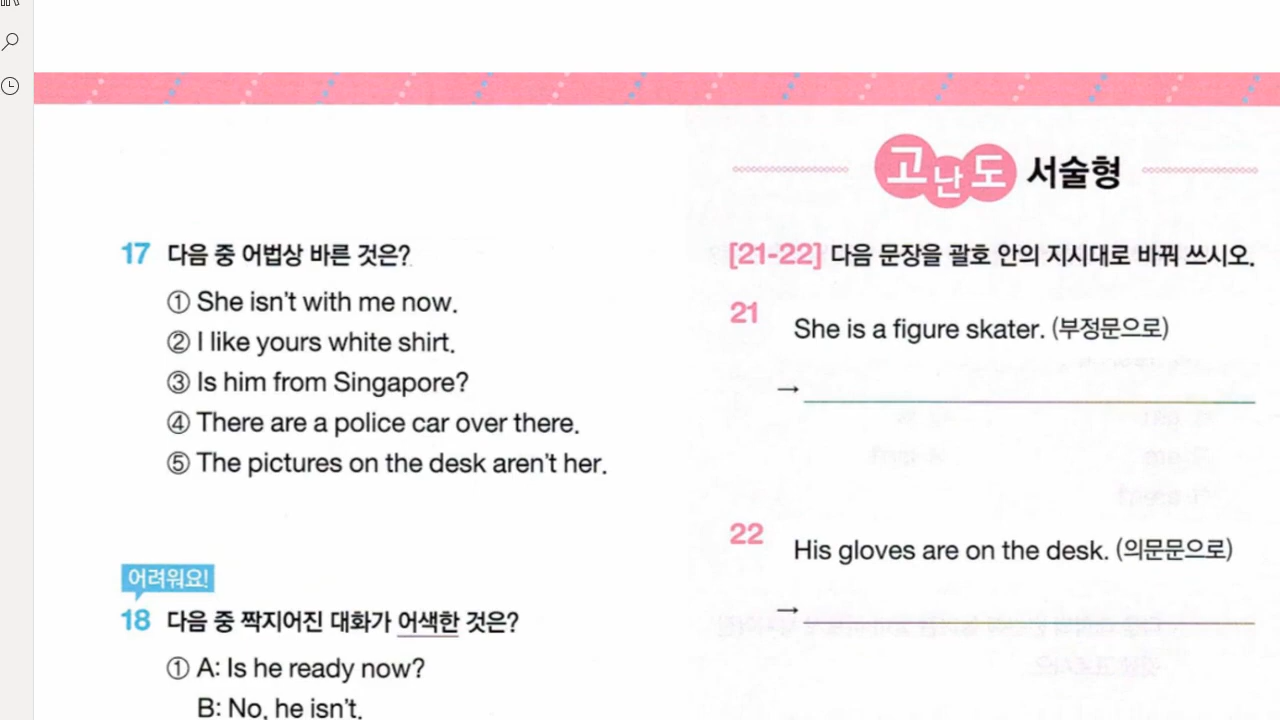 고난도 서술형
17 다음 중 어법상 바른 것은?
① She isn't with me now.
② I like yours white shirt.
③ Is him from Singapore?
④ There are a police car over there.
⑤ The pictures on the desk aren't her.
어려워요!
18 다음 중 짝지어진 대화가 어색한 것은?
① A: Is he ready now?
B: No, he isn't.
[21-22] 다음 문장을 괄호 안의 지시대로 바꿔 쓰시오.
21
She is a figure skater. (부정문으로)
→
22
His gloves are on the desk. (의문문으로)
→